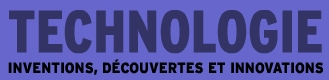 TECHNOLOGIE
INVENTIONS, DÉCOUVERTES ET INNOVATIONS